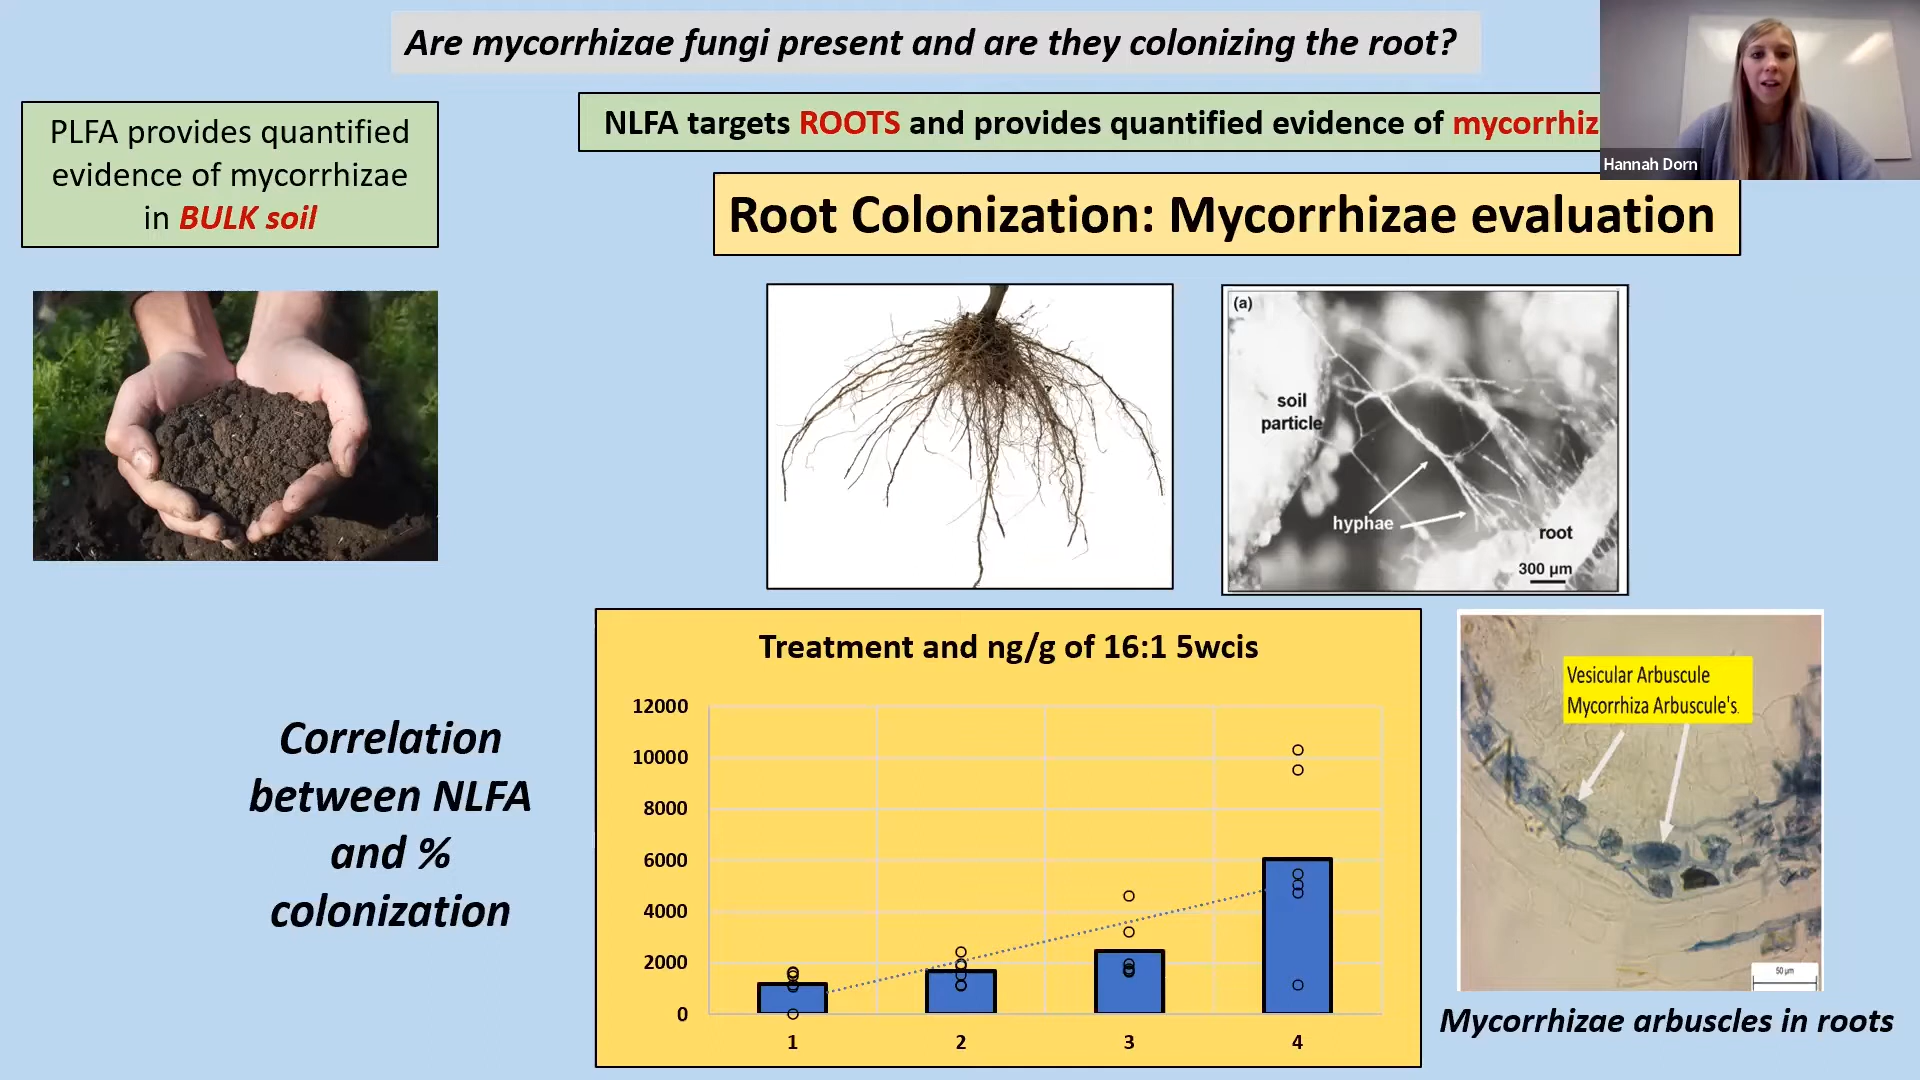 Are mycorrhizae fungi present and are they colonizing the root?
PLFA provides quantified
evidence of mycorrhizae
in BULK soil
NLFA targets ROOTS and provides quantified evidence of
Hannah Dorn
Root Colonization: Mycorrhizae evaluation
(a)
soil
particle
hyphae
root
300 µm
Correlation
between NLFA
and %
colonization
Treatment and ng/g of 16:1 5wcis
12000
10000
8000
6000
4000
2000
0
1
2
3
4
Vesicular Arbuscule
Mycorrhiza Arbuscule's.
50 µm
Mycorrhizae arbuscles in roots